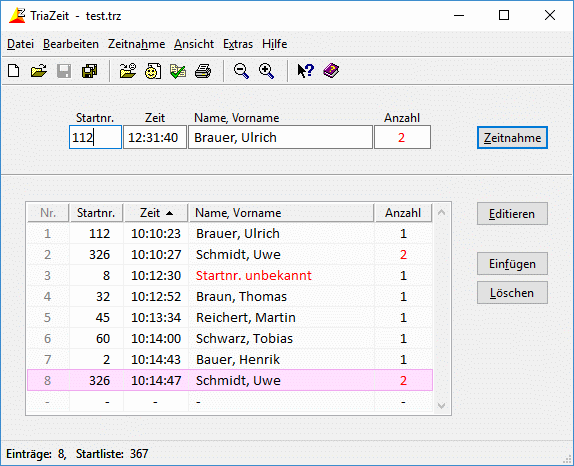 TriaZeit - test.trz
Datei Bearbeiten Zeitnahme Ansicht Extras Hilfe
Startnr. Zeit Name, Vorname Anzahl
112 12:31:40 Brauer, Ulrich 2 Zeitnahme
Nr. Startnr. Zeit Name, Vorname Anzahl Editieren
1 112 10:10:23 Brauer, Ulrich 1
2 326 10:10:27 Schmidt, Uwe 2
3 8 10:12:30 Startnr. unbekannt 1 Einfügen
4 32 10:12:52 Braun, Thomas 1 Löschen
5 45 10:13:34 Reichert, Martin 1
6 60 10:14:00 Schwarz, Tobias 1
7 2 10:14:43 Bauer, Henrik 1
8 326 10:14:47 Schmidt, Uwe 2
- - - - -
Einträge: 8, Startliste: 367